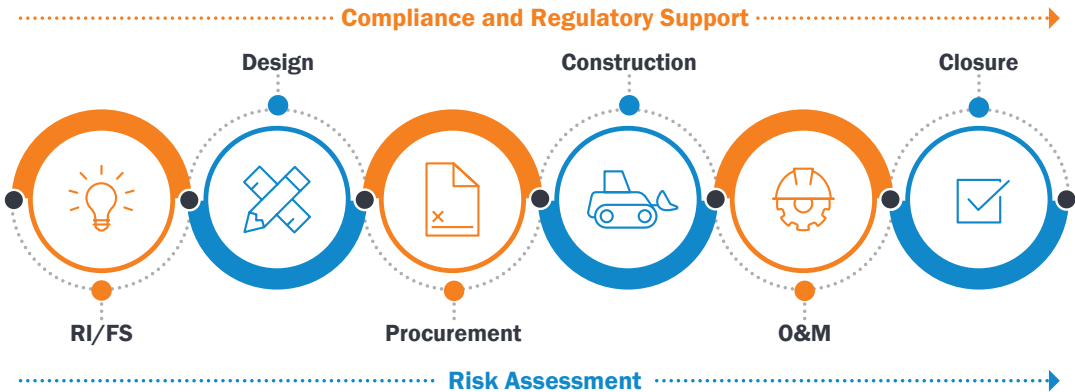 Compliance and Regulatory Support
Design
Construction
Closure
RI/FS
Procurement
O&M
Risk Assessment